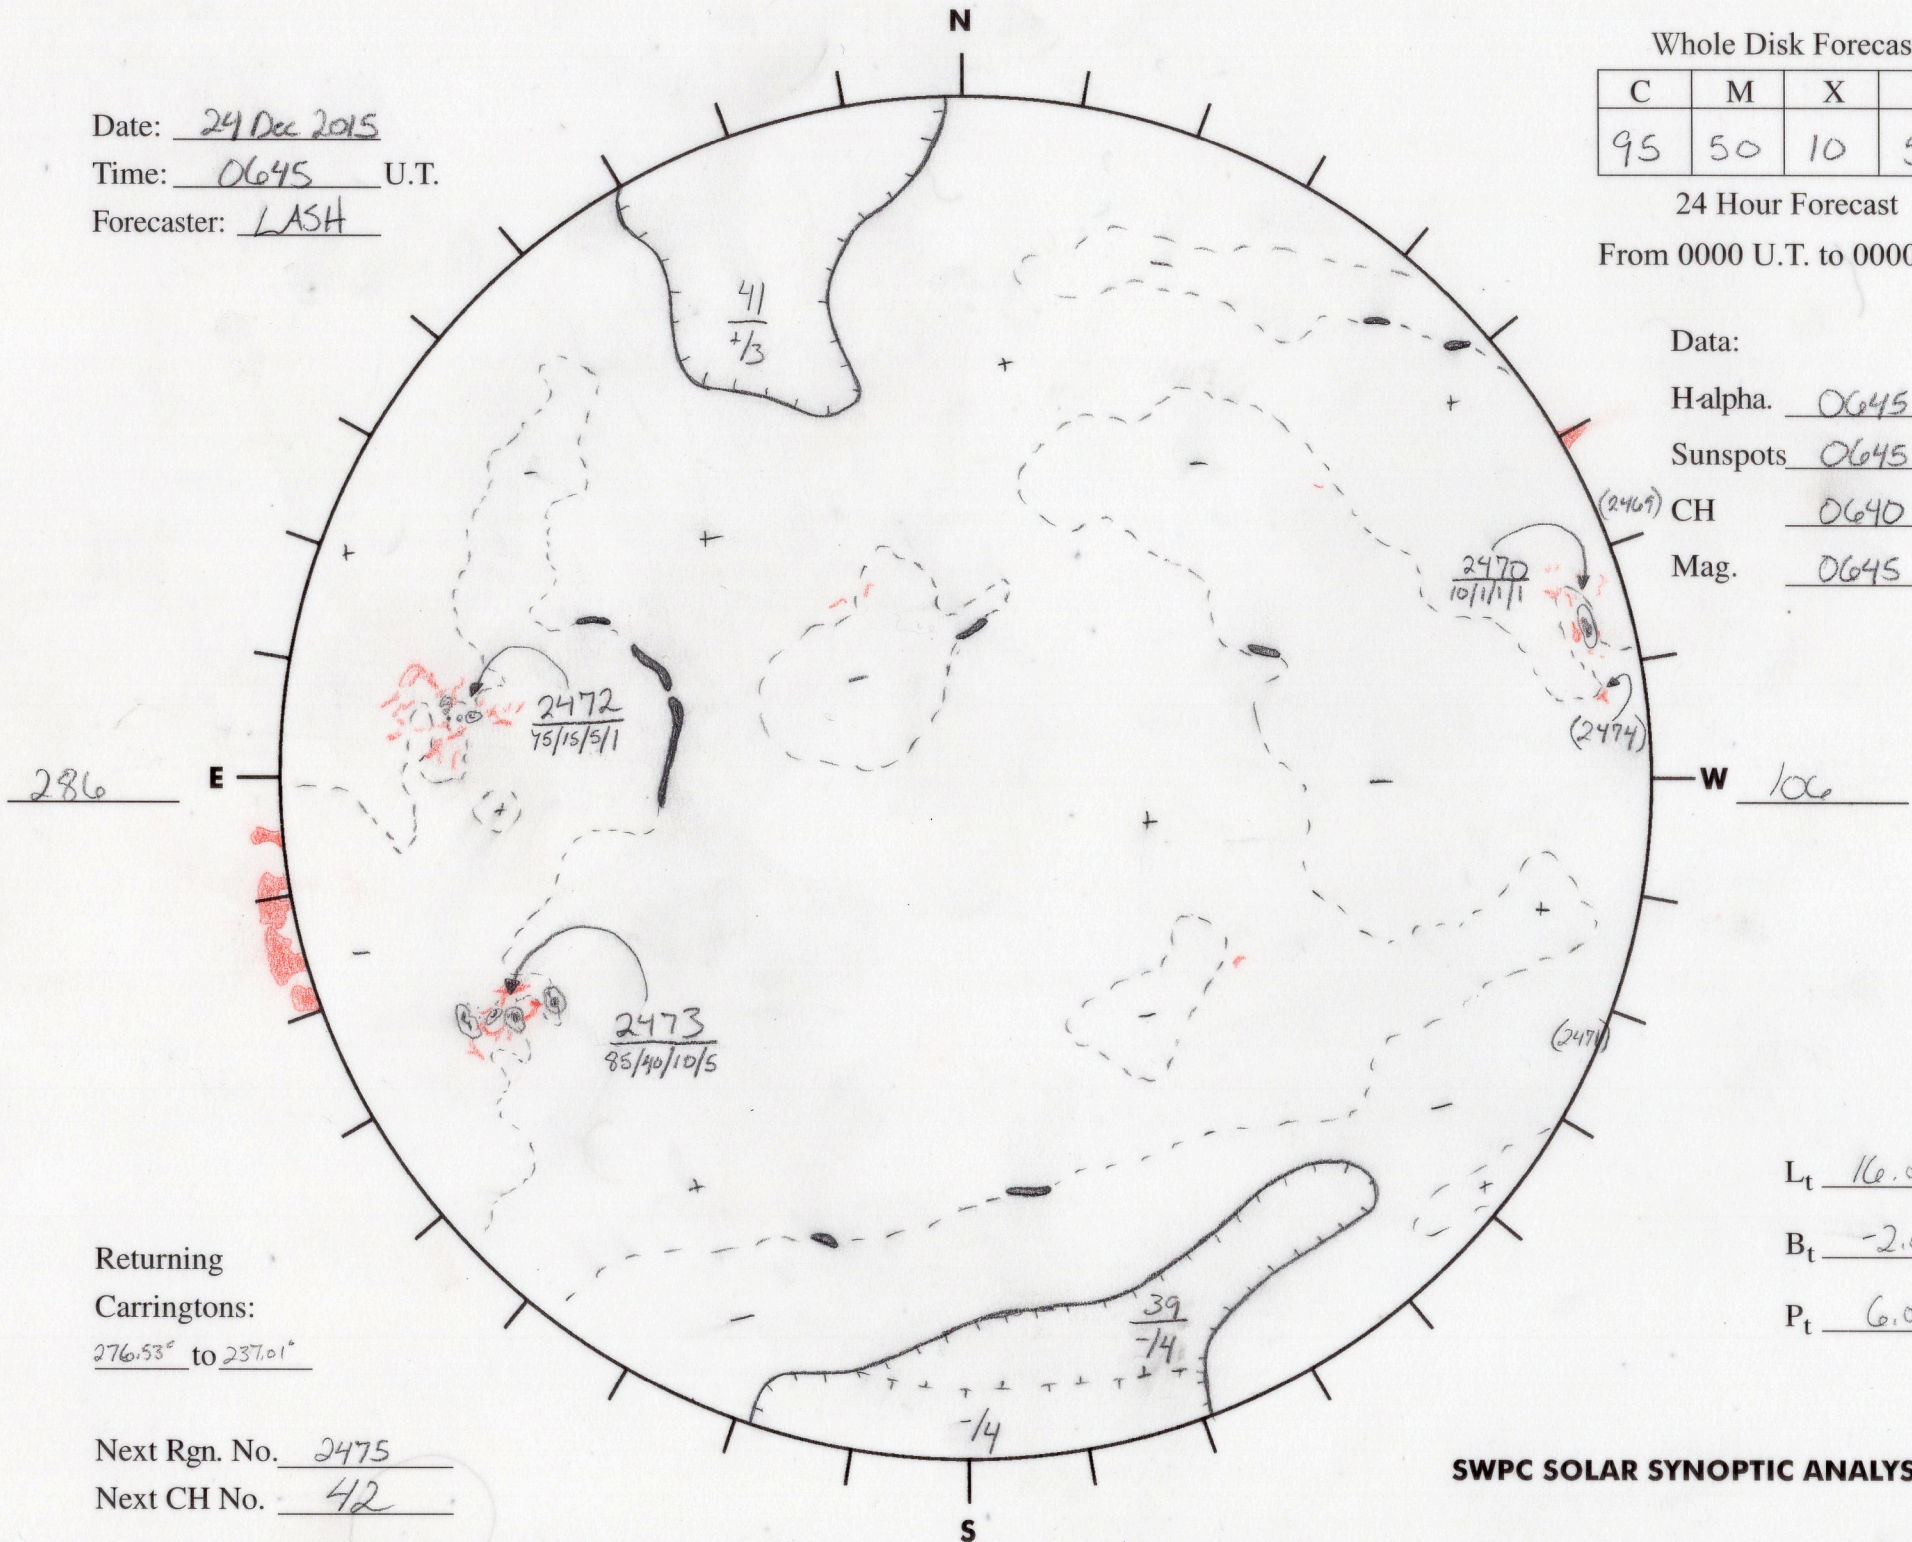 N
Whole Disk Forecas
C M X
95 50 10 5
24 Hour Forecast
From 0000 U.T. to 0000
Date: 24 Dec 2015
Time: 0645 U.T.
Forecaster: LASH
41
+/3
Data:
H-alpha. 0645
Sunspots 0645
(2469) CH 0640
Mag. 0645
2470
10/1/1/1
2472
75/15/5/1
(2474)
286 E
W 106
2473
85/40/10/5
(2471)
Lt 16.
Bt -2.
Pt 6.0
39
-/4
-/4
Returning
Carringtons:
276.53° to 237.01°
Next Rgn. No. 2475
Next CH No. 42
SWPC SOLAR SYNOPTIC ANALYS
S